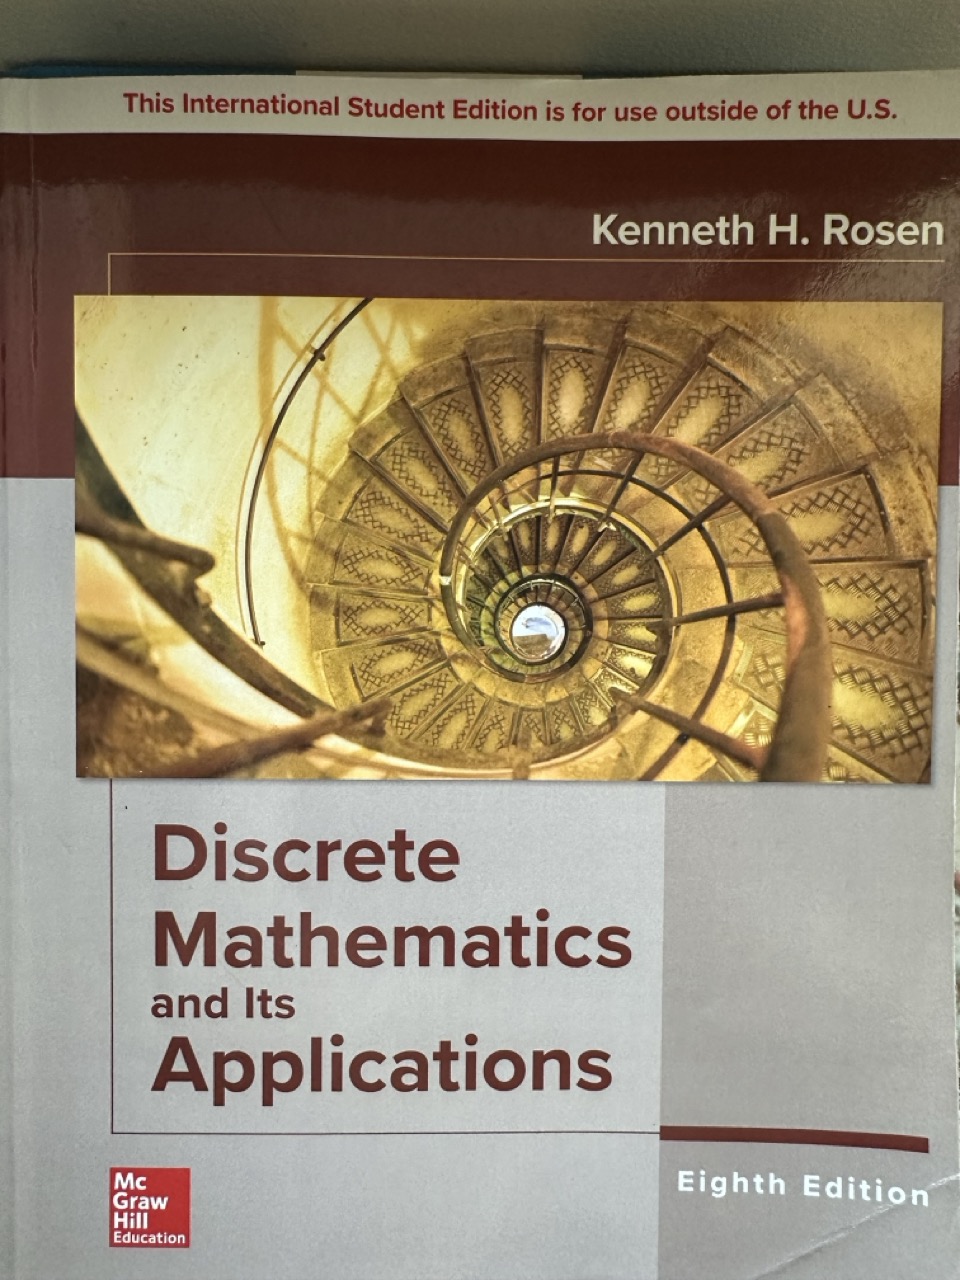 This International Student Edition is for use outside of the U.S.
Kenneth H. Rosen
Discrete
Mathematics
and Its
Applications
Eighth Edition
Mc
Graw
Hill
Education